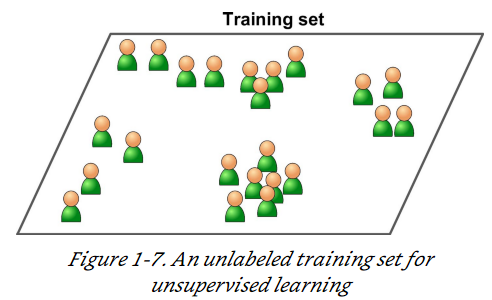 Training set
Figure 1-7. An unlabeled training set for
unsupervised learning